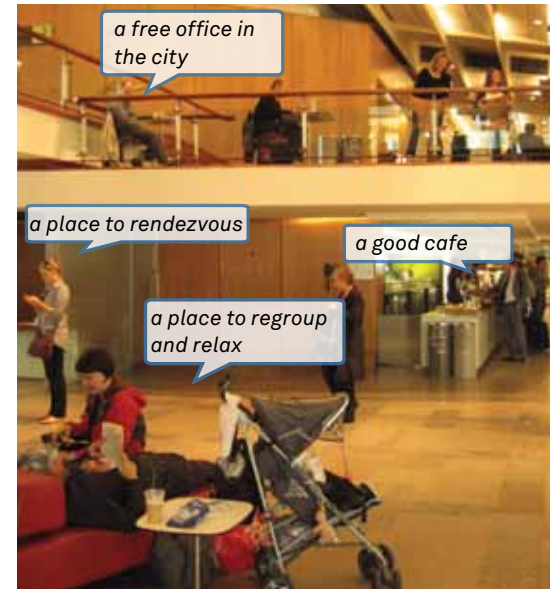 a free office in
the city
a place to rendezvous
a good cafe
a place to regroup
and relax